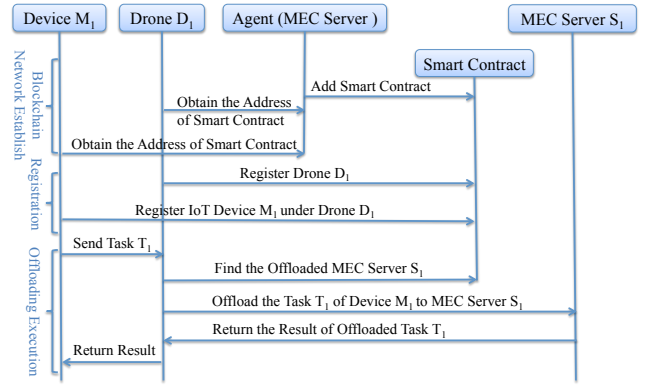 Device M1
Drone D1
Agent (MEC Server )
MEC Server S1
Smart Contract
Blockchain
Network Establish
Add Smart Contract
Obtain the Address
of Smart Contract
Obtain the Address of Smart Contract
Registration
Register Drone D1
Register IoT Device M1 under Drone D1
Offloading Execution
Send Task T1
Find the Offloaded MEC Server S1
Offload the Task T1 of Device M1 to MEC Server S1
Return the Result of Offloaded Task T1
Return Result